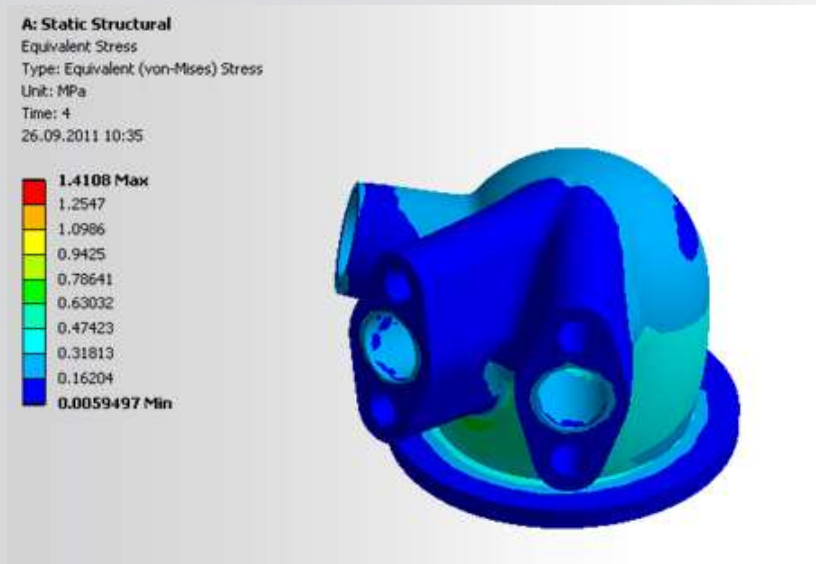 A: Static Structural
Equivalent Stress
Type: Equivalent (von-Mises) Stress
Unit: MPa
Time: 4
26.09.2011 10:35
1.4108 Max
1.2547
1.0986
0.9425
0.78641
0.63032
0.47423
0.31813
0.16204
0.0059497 Min